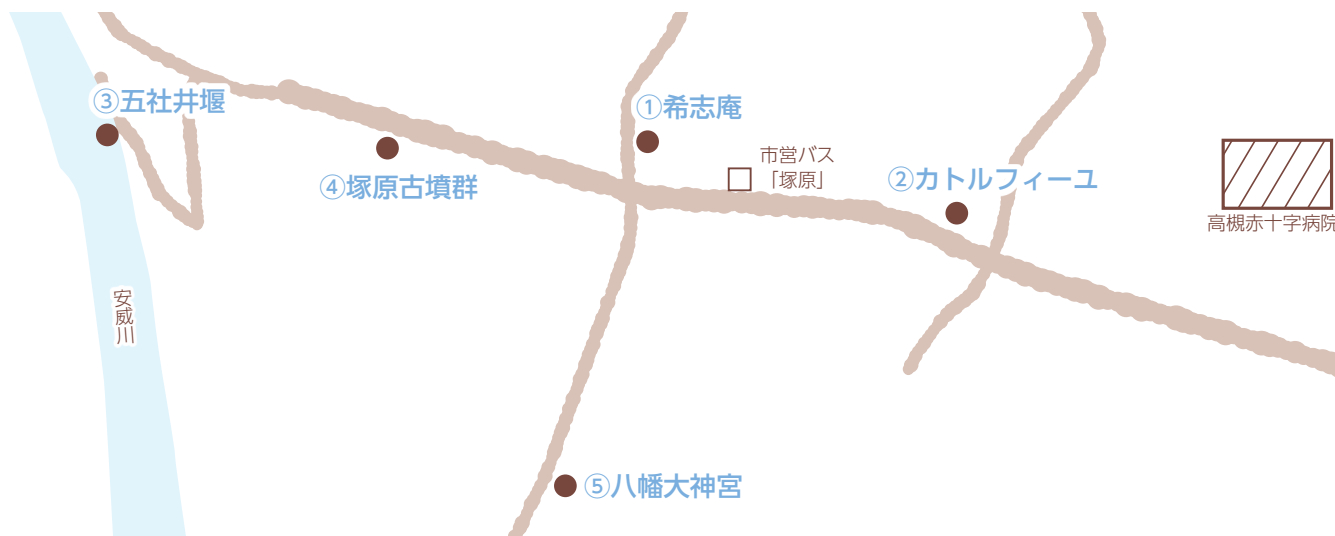 ③五社井堰
①希志庵
市営バス
「塚原」
②カトルフィーユ
④塚原古墳群
高槻赤十字病院
安威川
⑤八幡大神宮